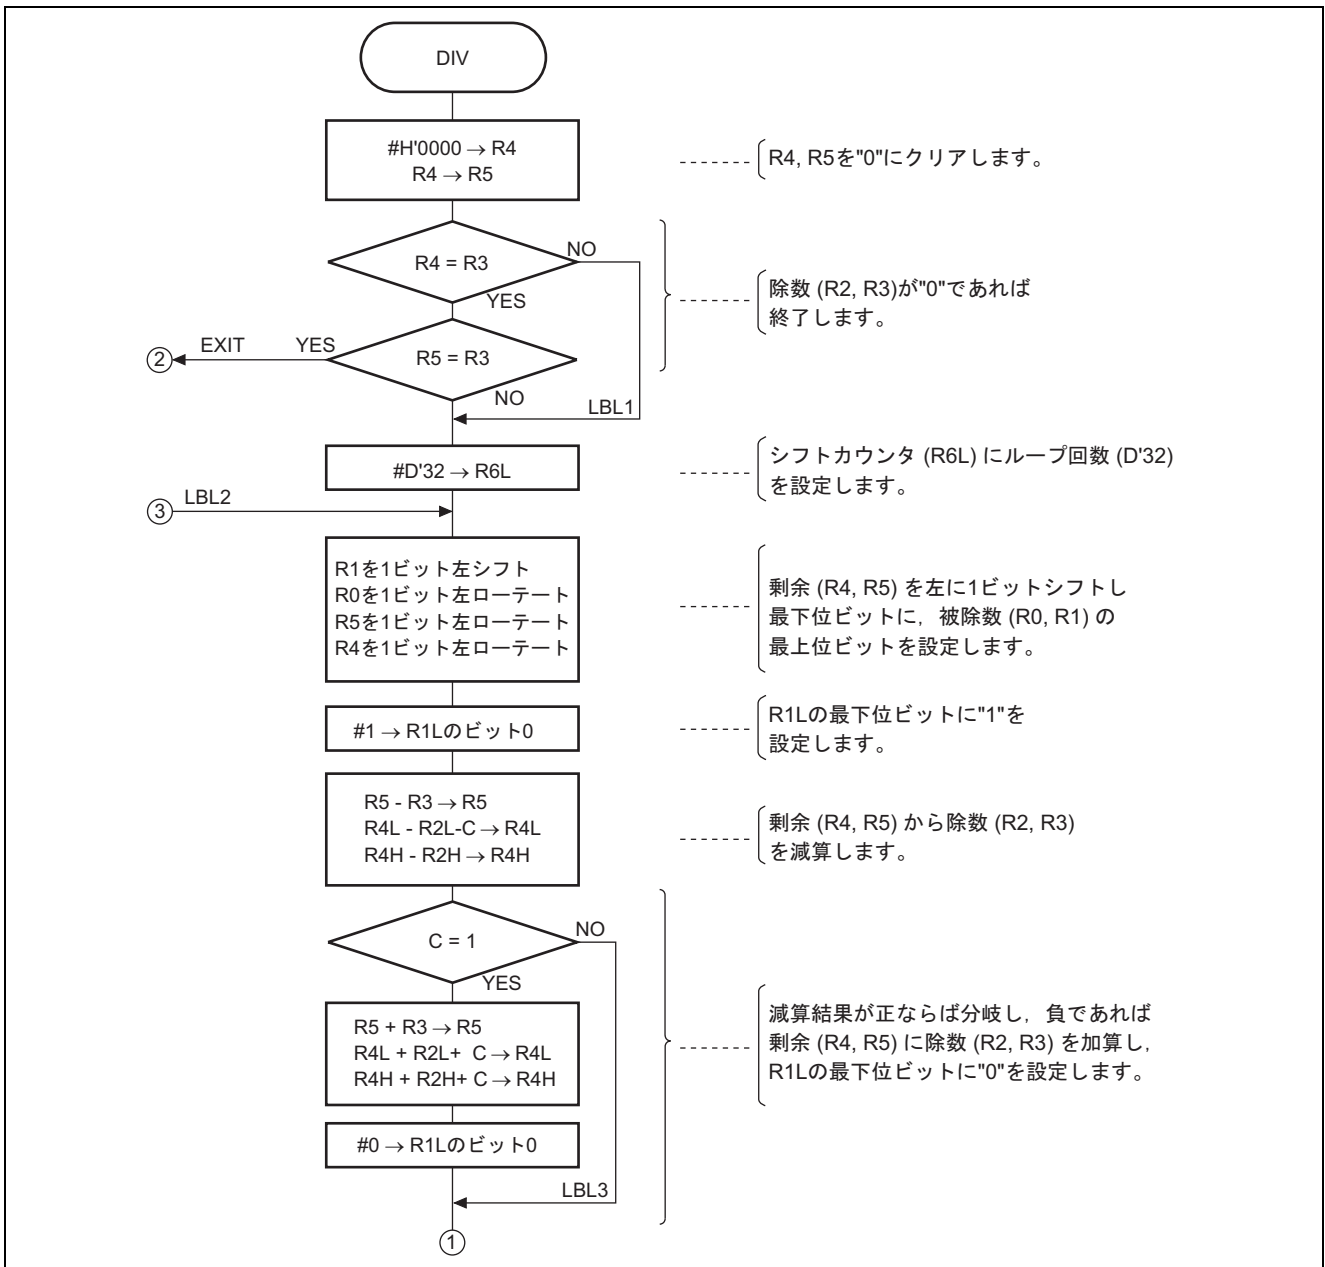 DIV
#H'0000 → R4
R4 → R5
R4, R5を"0"にクリアします。
R4 = R3
NO
YES
除数 (R2, R3)が"0"であれば
終了します。
R5 = R3
YES
EXIT
②
NO
LBL1
#D'32 → R6L
シフトカウンタ (R6L) にループ回数 (D'32)
を設定します。
③
LBL2
R1を1ビット左シフト
R0を1ビット左ローテート
R5を1ビット左ローテート
R4を1ビット左ローテート
剰余 (R4, R5) を左に1ビットシフトし
最下位ビットに，被除数 (R0, R1) の
最上位ビットを設定します。
#1 → R1Lのビット0
R1Lの最下位ビットに"1"を
設定します。
R5 - R3 → R5
R4L - R2L-C → R4L
R4H - R2H → R4H
剰余 (R4, R5) から除数 (R2, R3)
を減算します。
C = 1
NO
YES
R5 + R3 → R5
R4L + R2L+ C → R4L
R4H + R2H+ C → R4H
減算結果が正ならば分岐し，負であれば
剰余 (R4, R5) に除数 (R2, R3) を加算し，
R1Lの最下位ビットに"0"を設定します。
#0 → R1Lのビット0
LBL3
①